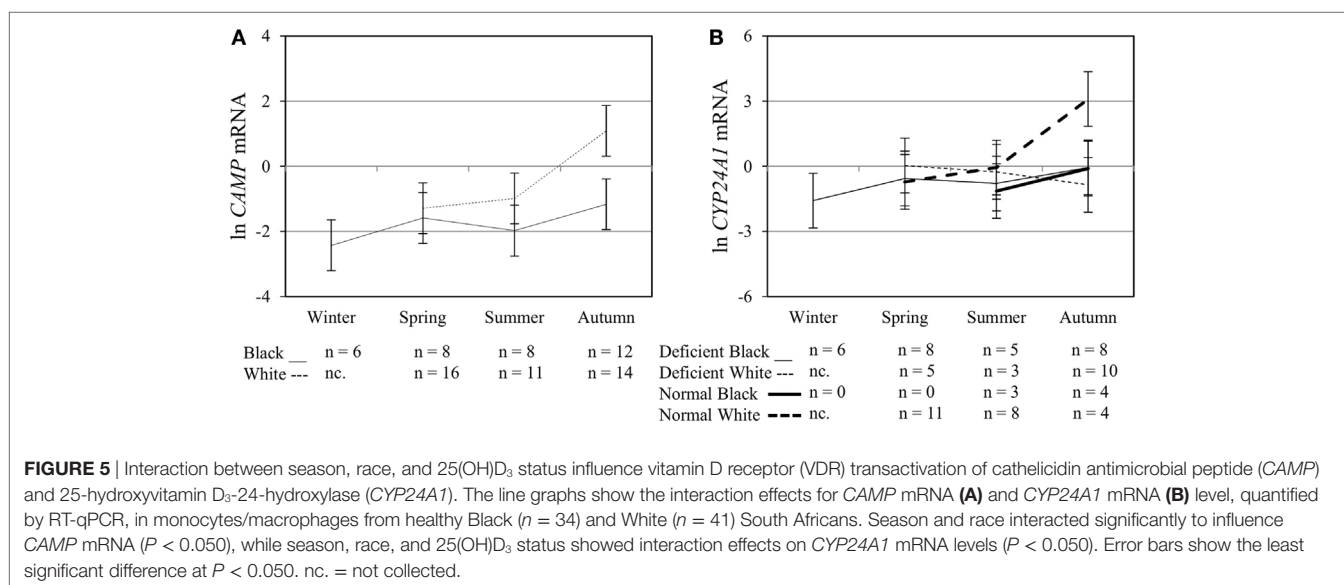 A
B
4
2
0
-2
-4
ln CAMP mRNA
Winter Spring Summer Autumn
Black __ n = 6 n = 8 n = 8 n = 12
White --- nc. n = 16 n = 11 n = 14
6
3
0
-3
-6
ln CYP24A1 mRNA
Winter Spring Summer Autumn
Deficient Black __ n = 6 n = 8 n = 5 n = 8
Deficient White --- nc. n = 5 n = 3 n = 10
Normal Black n = 0 n = 0 n = 3 n = 4
Normal White nc. n = 11 n = 8 n = 4
FIGURE 5 | Interaction between season, race, and 25(OH)D₃ status influence vitamin D receptor (VDR) transactivation of cathelicidin antimicrobial peptide (CAMP)
and 25-hydroxyvitamin D₃-24-hydroxylase (CYP24A1). The line graphs show the interaction effects for CAMP mRNA (A) and CYP24A1 mRNA (B) level, quantified
by RT-qPCR, in monocytes/macrophages from healthy Black (n = 34) and White (n = 41) South Africans. Season and race interacted significantly to influence
CAMP mRNA (P < 0.050), while season, race, and 25(OH)D₃ status showed interaction effects on CYP24A1 mRNA levels (P < 0.050). Error bars show the least
significant difference at P < 0.050. nc. = not collected.